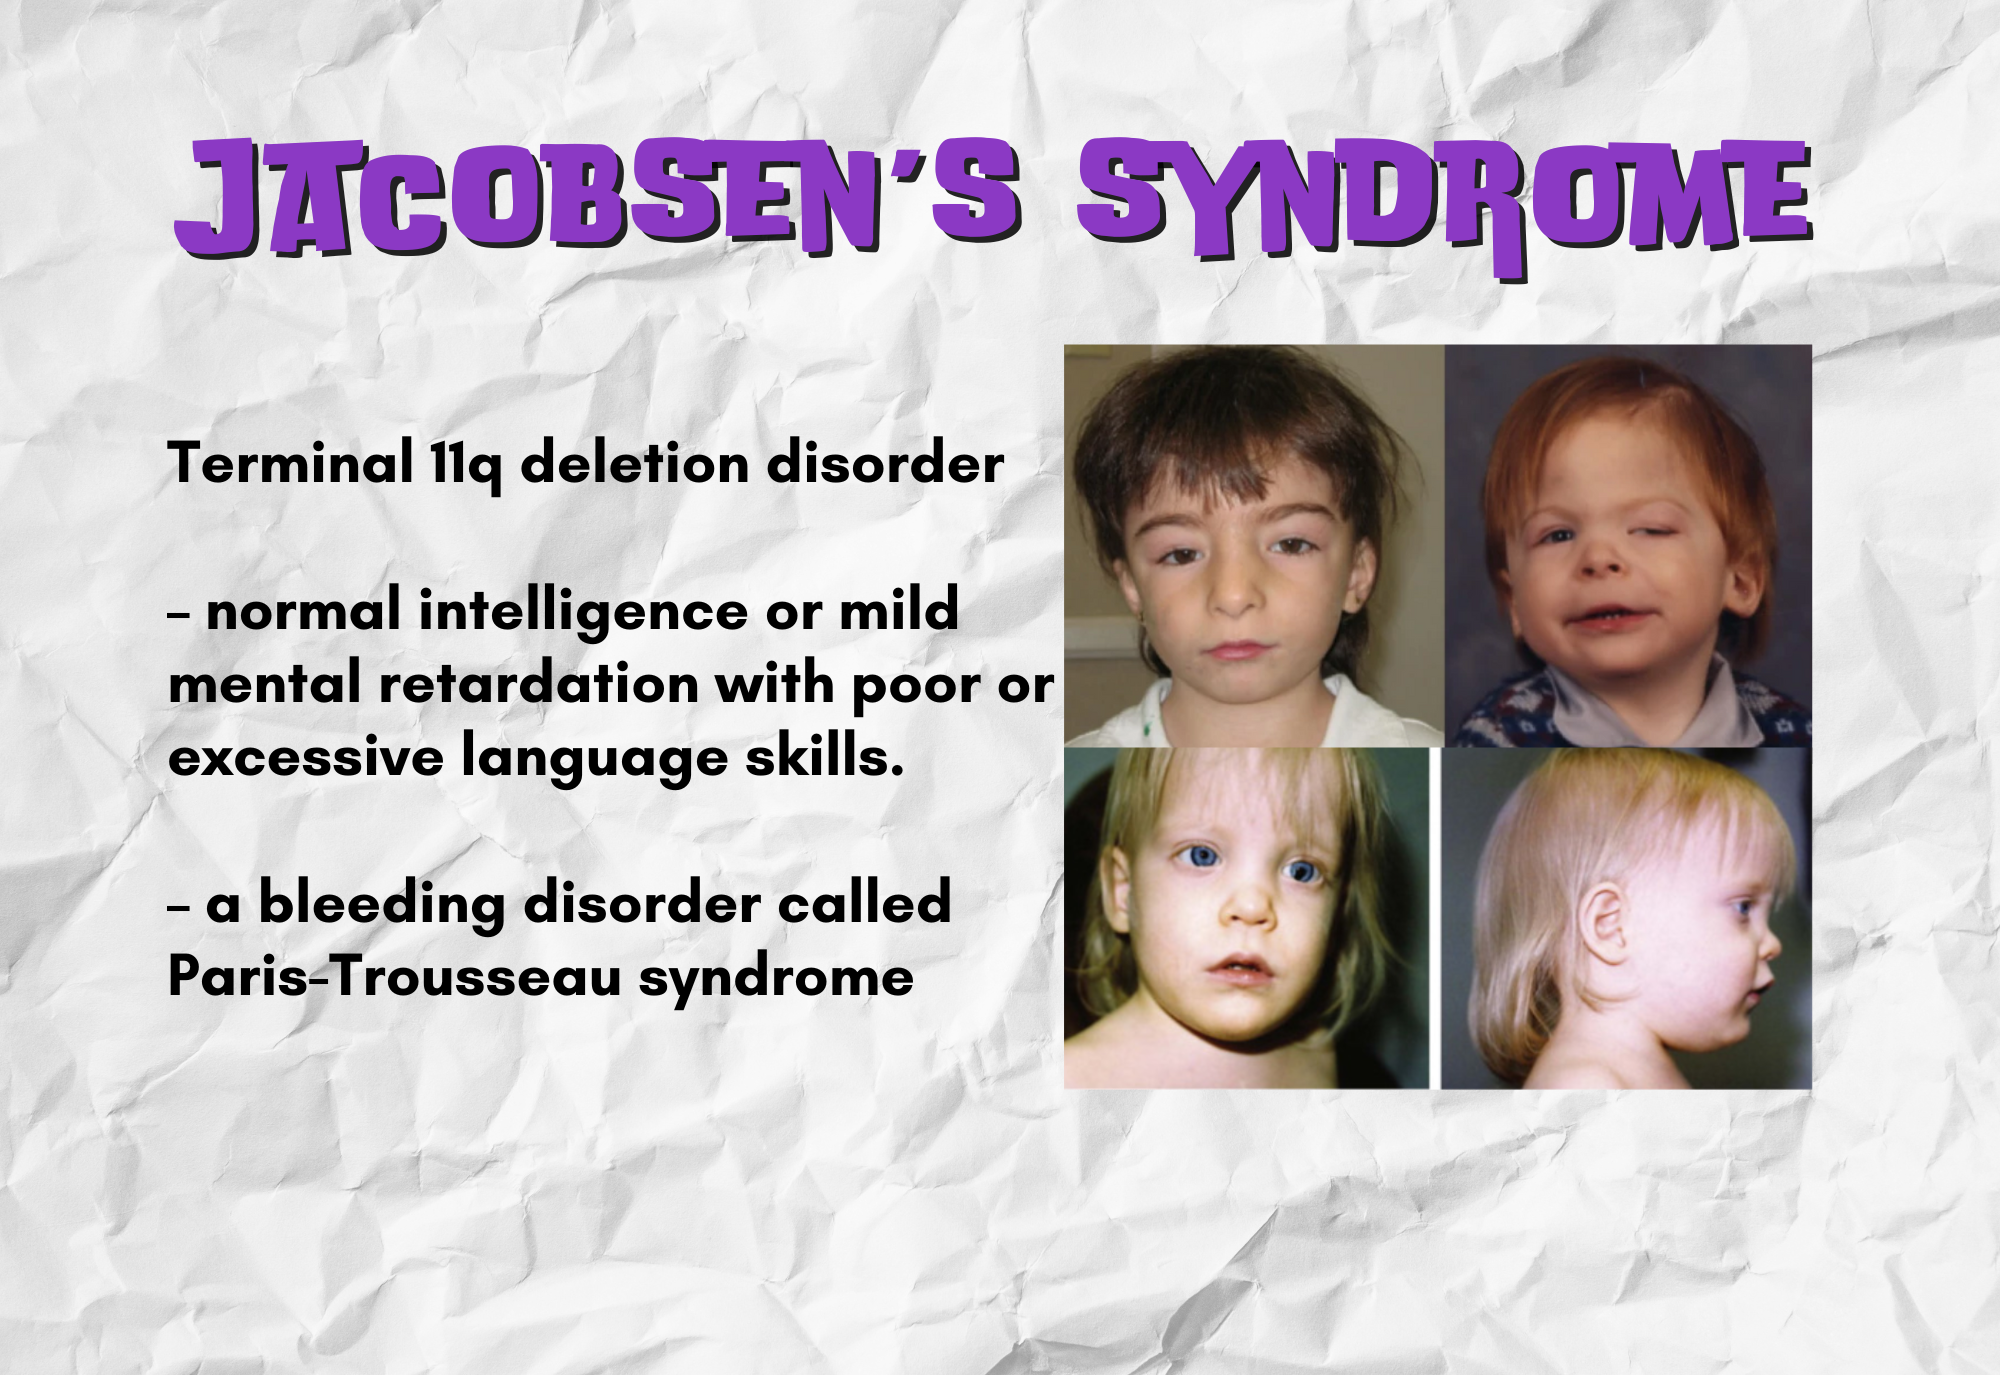 JACOBSEN'S SYNDROME
Terminal 11q deletion disorder
– normal intelligence or mild
mental retardation with poor or
excessive language skills.
– a bleeding disorder called
Paris-Trousseau syndrome